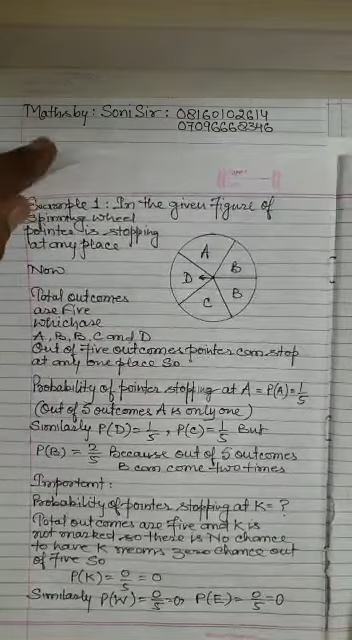 Maths by: Soni Sir: 08160102614
07096668346
Example 1: In the given figure of
spinning wheel
pointer is stopping
at any place
A
B
D
B
C
Now
Total outcomes
are Five
which are
A, B, B, C and D
Out of five outcomes pointer can stop
at any one place so
Probability of pointer stopping at A = P(A) = 1/5
(Out of 5 outcomes A is only one)
Similarly P(D) = 1/5, P(C) = 1/5 But
P(B) = 2/5 Because out of 5 outcomes
B can come two times
Important:
Probability of pointer stopping at K = ?
Total outcomes are five and K is
not marked so there is No chance
to have K means zero chance out
of five so
P(K) = 0/5 = 0
Similarly P(W) = 0/5 = 0, P(E) = 0/5 = 0